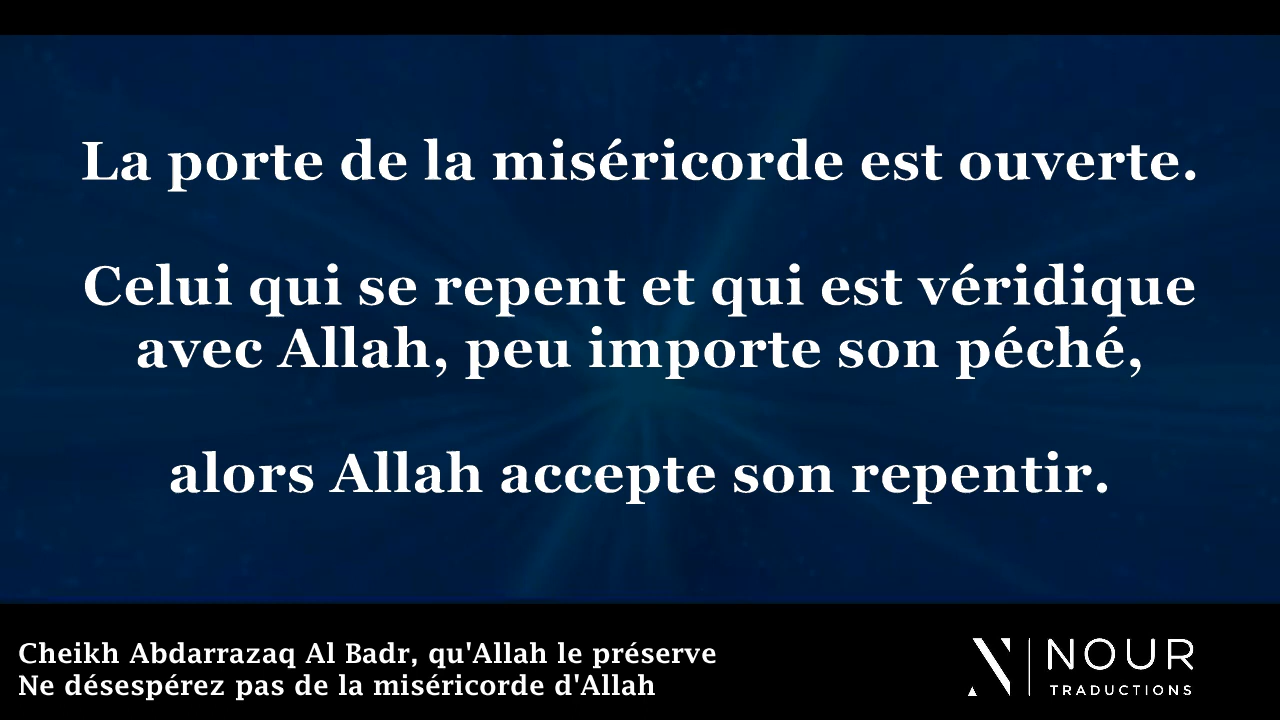 La porte de la miséricorde est ouverte.
Celui qui se repent et qui est véridique
avec Allah, peu importe son péché,
alors Allah accepte son repentir.
Cheikh Abdarrazaq Al Badr, qu'Allah le préserve
Ne désespérez pas de la miséricorde d'Allah
N
NOUR
TRADUCTIONS